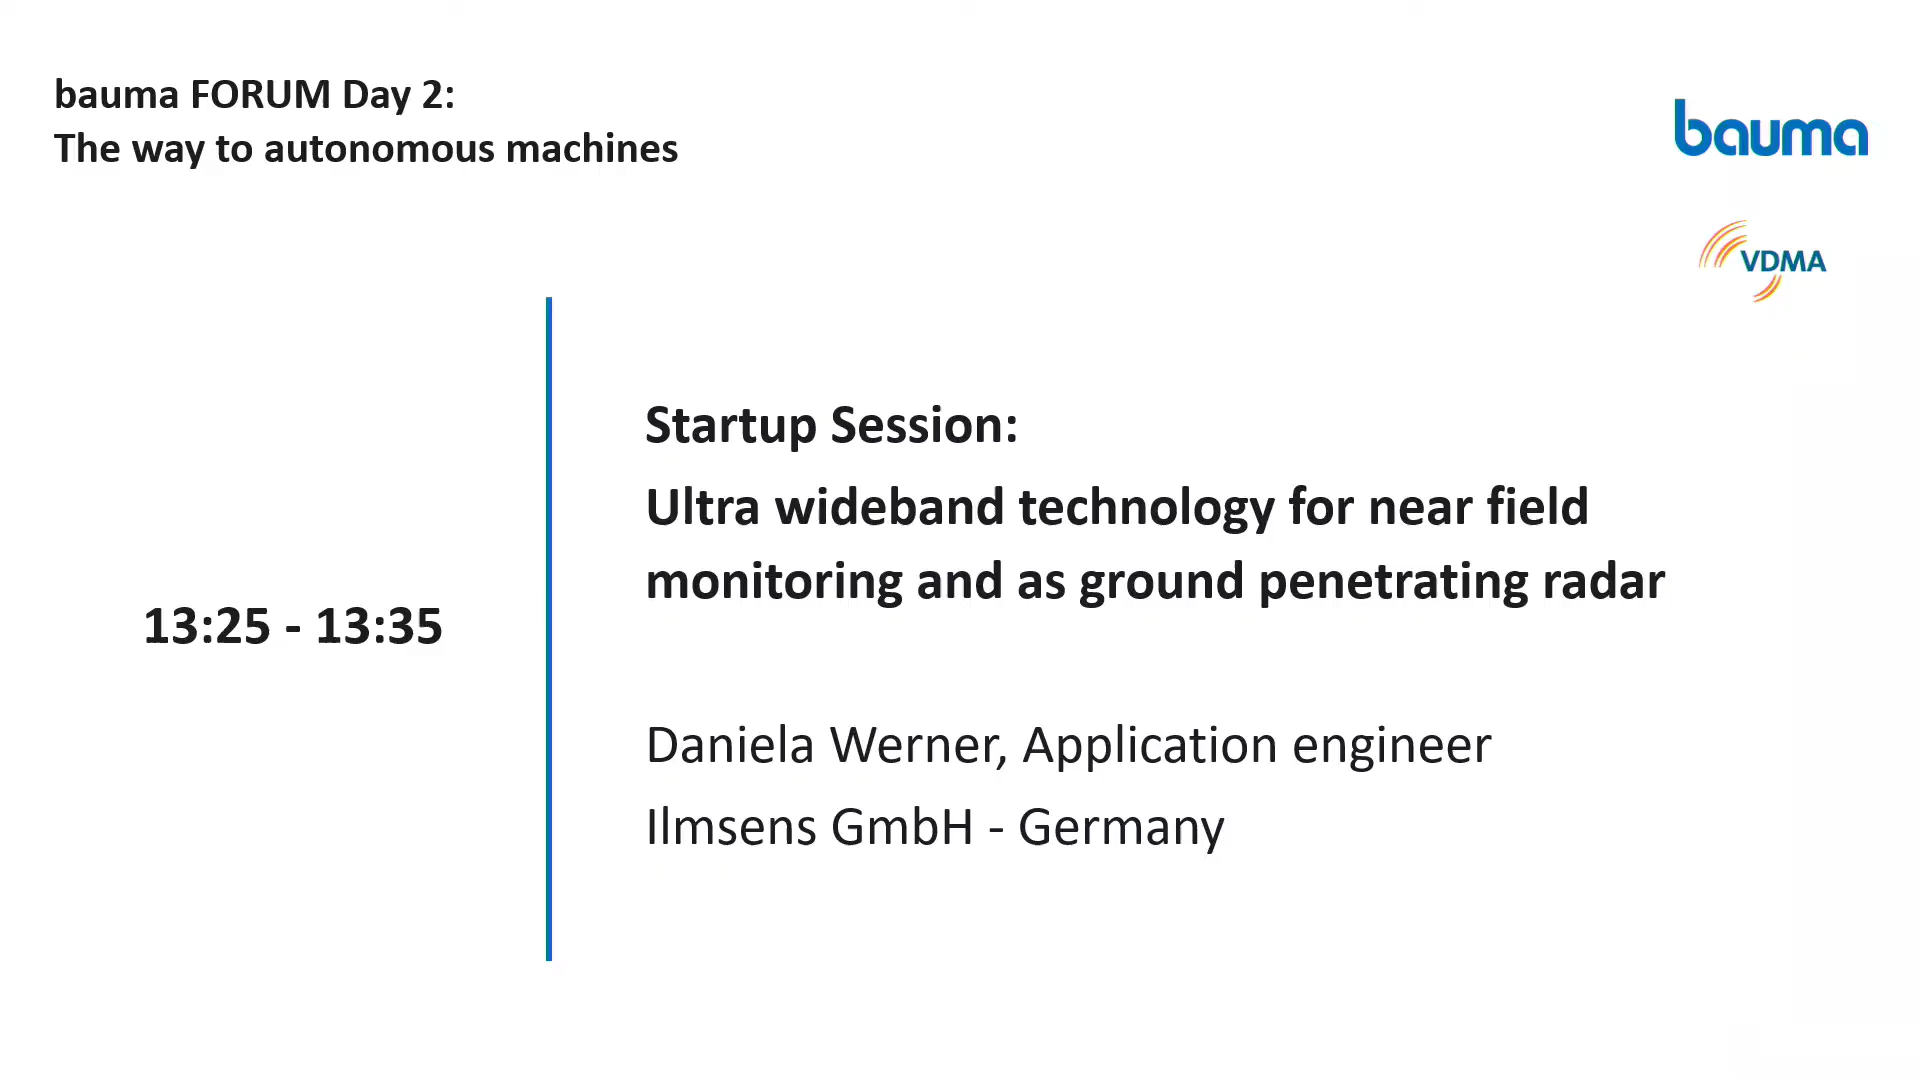 bauma FORUM Day 2:
The way to autonomous machines
bauma
VDMA
Startup Session:
Ultra wideband technology for near field
monitoring and as ground penetrating radar
13:25 - 13:35
Daniela Werner, Application engineer
Ilmsens GmbH - Germany